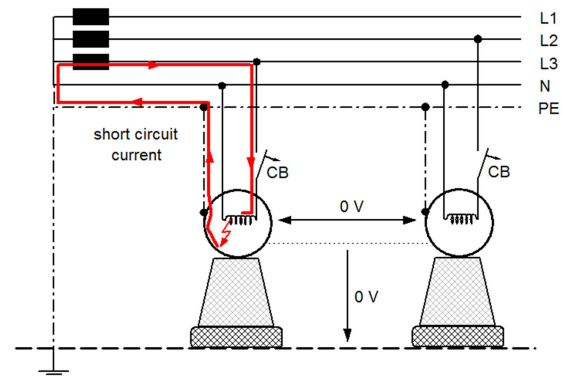 L1
L2
L3
N
PE
short circuit
current
CB
CB
0 V
0 V